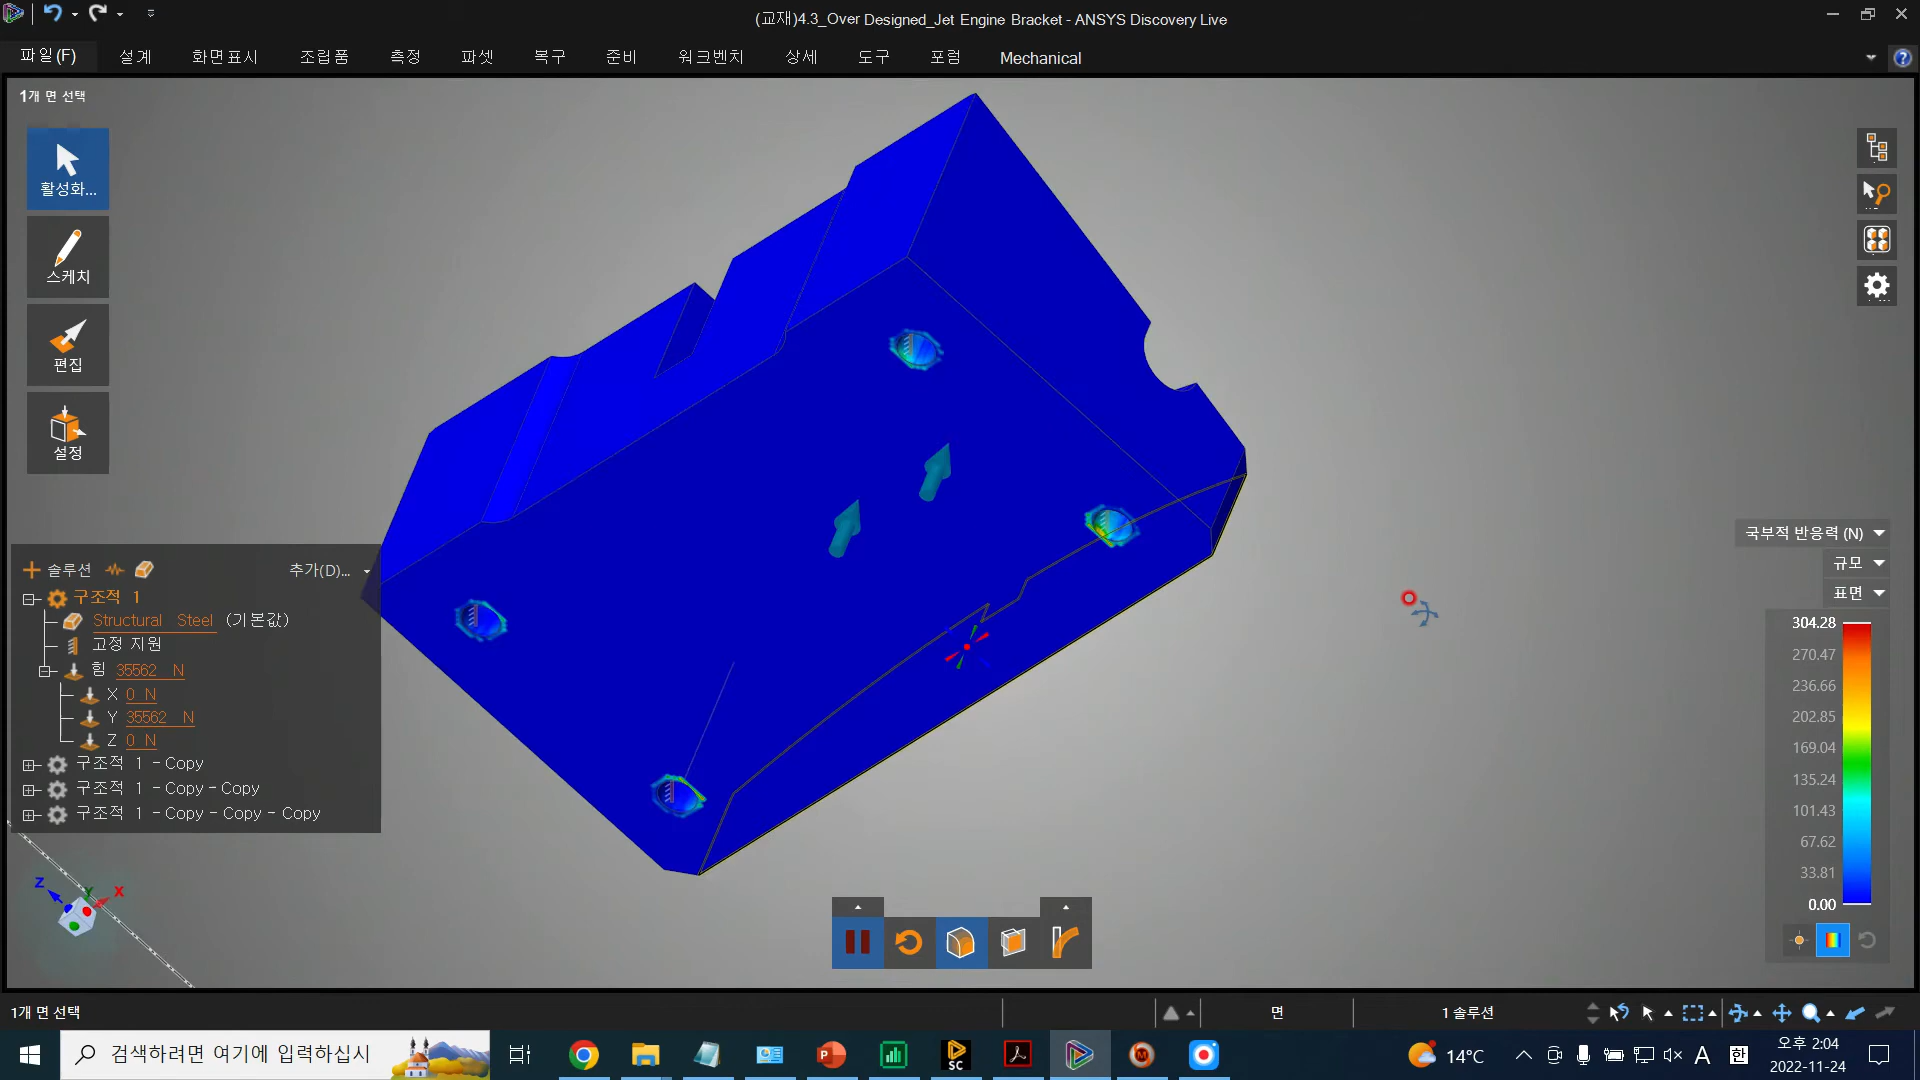 (교재)4.3_Over Designed_Jet Engine Bracket - ANSYS Discovery Live
파일(F) 설계 화면표시 조립품 측정 파셋 복구 준비 워크벤치 상세 도구 포럼 Mechanical
1개 면 선택
활성화...
스케치
편집
설정
솔루션 추가(D)...
구조적 1
Structural Steel (기본값)
고정 지원
힘 35562 N
X 0 N
Y 35562 N
Z 0 N
구조적 1 - Copy
구조적 1 - Copy - Copy
구조적 1 - Copy - Copy - Copy
Z Y X
국부적 반응력 (N)
규모
표면
304.28
270.47
236.66
202.85
169.04
135.24
101.43
67.62
33.81
0.00
1개 면 선택 면 1 솔루션
검색하려면 여기에 입력하십시 SC 14°C A 한 오후 2:04
2022-11-24